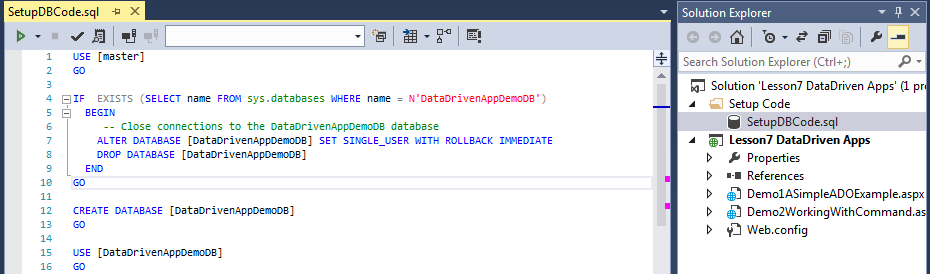 SetupDBCode.sql
1 USE [master]
2 GO
3
4 IF  EXISTS (SELECT name FROM sys.databases WHERE name = N'DataDrivenAppDemoDB')
5 BEGIN
6 -- Close connections to the DataDrivenAppDemoDB database
7 ALTER DATABASE [DataDrivenAppDemoDB] SET SINGLE_USER WITH ROLLBACK IMMEDIATE
8 DROP DATABASE [DataDrivenAppDemoDB]
9 END
10 GO
11
12 CREATE DATABASE [DataDrivenAppDemoDB]
13 GO
14
15 USE [DataDrivenAppDemoDB]
16 GO
Solution Explorer
Search Solution Explorer (Ctrl+;)
Solution 'Lesson7 DataDriven Apps' (1 pr
Setup Code
SetupDBCode.sql
Lesson7 DataDriven Apps
Properties
References
Demo1ASimpleADOExample.aspx
Demo2WorkingWithCommand.as
Web.config